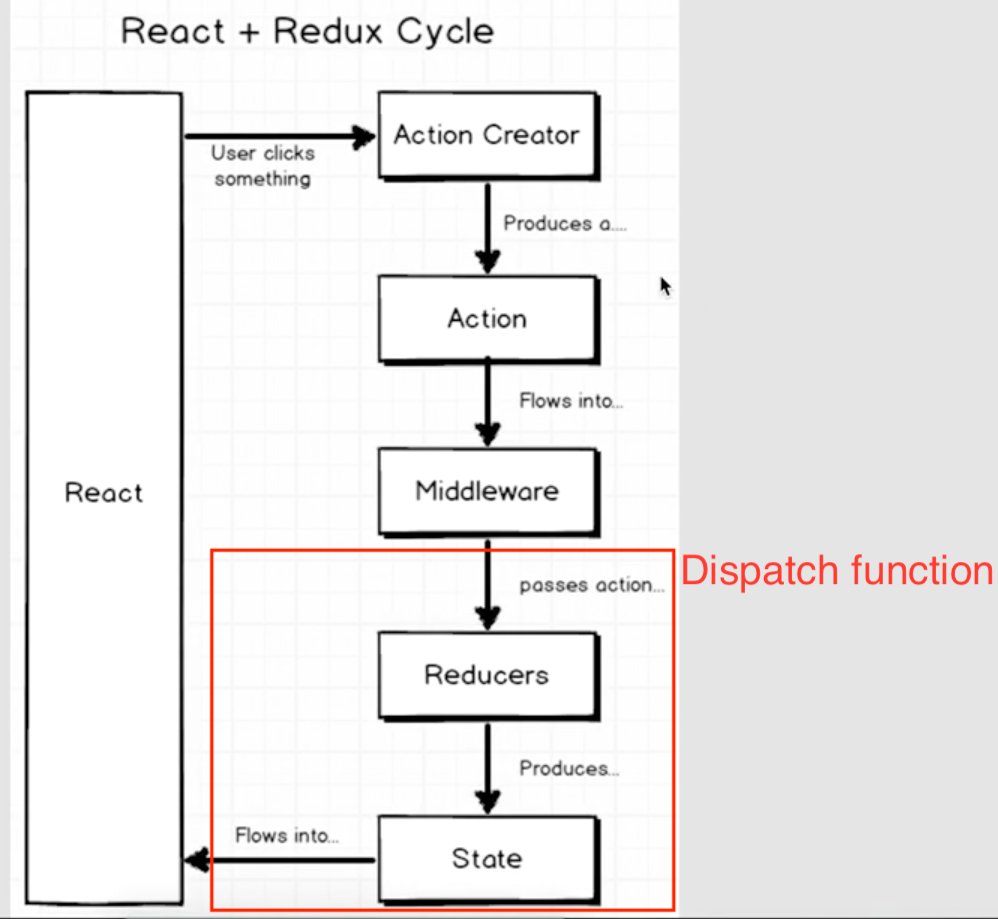 React + Redux Cycle
User clicks
something
Action Creator
Produces a....
Action
Flows into...
Middleware
React
passes action...
Dispatch function
Reducers
Produces...
Flows into...
State